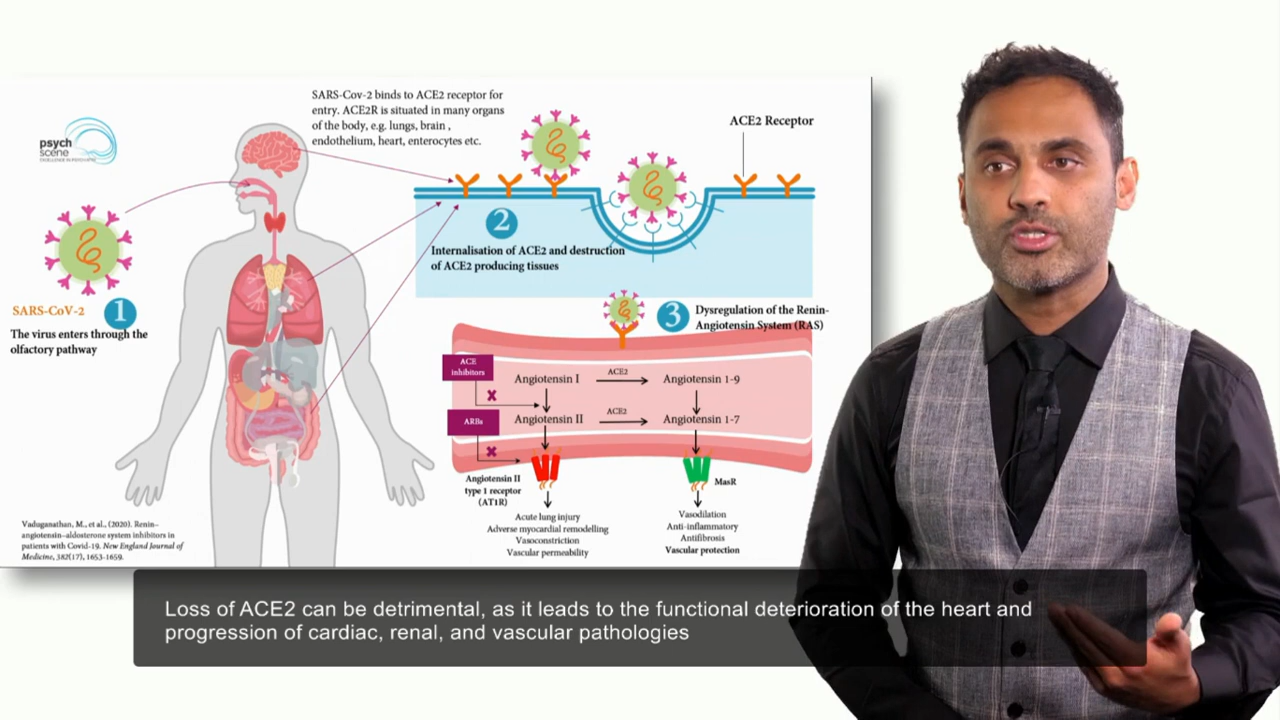 SARS-Cov-2 binds to ACE2 receptor for
entry. ACE2R is situated in many organs
of the body, e.g. lungs, brain ,
endothelium, heart, enterocytes etc.
ACE2 Receptor
psych
scene
EXCELLENCE IN PSYCHIATRY
2
Internalisation of ACE2 and destruction
of ACE2 producing tissues
SARS-CoV-2
1
The virus enters through the
olfactory pathway
3
Dysregulation of the Renin-
Angiotensin System (RAS)
ACE
inhibitors
Angiotensin I
ACE2
Angiotensin 1-9
ARBs
Angiotensin II
ACE2
Angiotensin 1-7
Angiotensin II
type 1 receptor
(AT1R)
MasR
Acute lung injury
Adverse myocardial remodelling
Vasoconstriction
Vascular permeability
Vasodilation
Anti-inflammatory
Antifibrosis
Vascular protection
Vaduganathan, M., et al., (2020). Renin–
angiotensin–aldosterone system inhibitors in
patients with Covid-19. New England Journal of
Medicine, 382(17), 1653-1659.
Loss of ACE2 can be detrimental, as it leads to the functional deterioration of the heart and
progression of cardiac, renal, and vascular pathologies